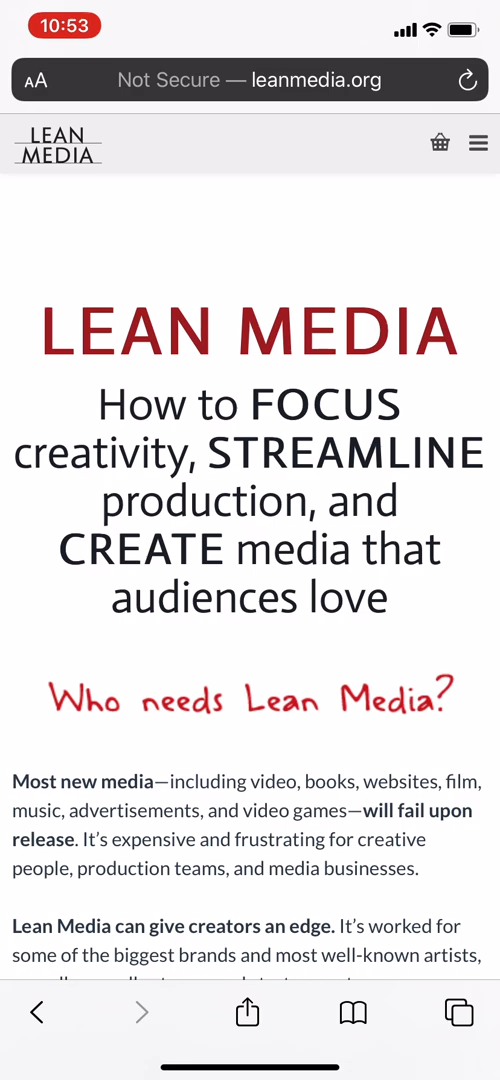 10:53
AA Not Secure — leanmedia.org
LEAN
MEDIA
LEAN MEDIA
How to FOCUS
creativity, STREAMLINE
production, and
CREATE media that
audiences love
Who needs Lean Media?
Most new media—including video, books, websites, film,
music, advertisements, and video games—will fail upon
release. It’s expensive and frustrating for creative
people, production teams, and media businesses.
Lean Media can give creators an edge. It’s worked for
some of the biggest brands and most well-known artists,